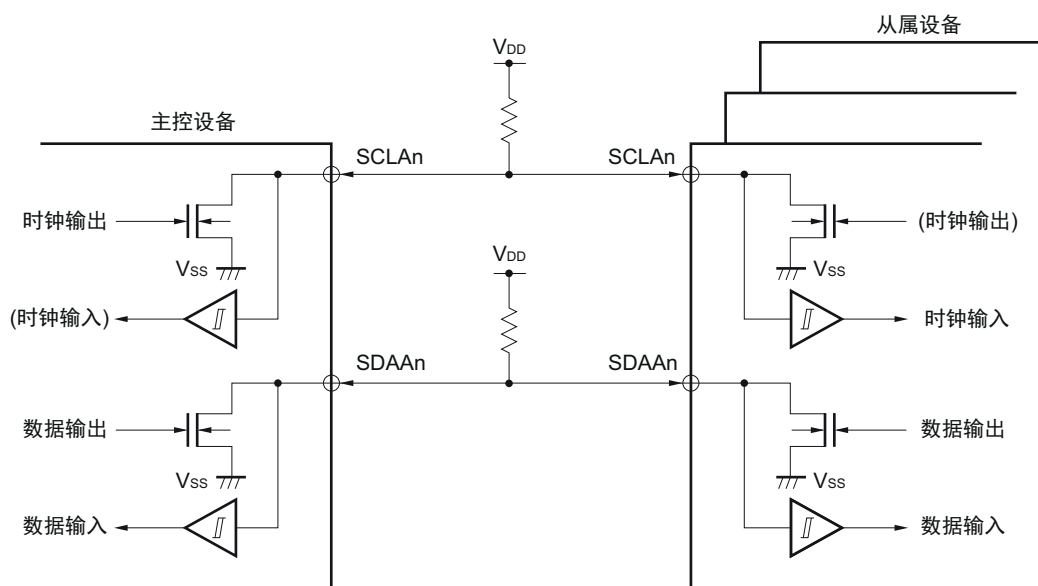 从属设备
VDD
主控设备
SCLAn
SCLAn
时钟输出
(时钟输出)
VSS
VSS
VDD
(时钟输入)
时钟输入
SDAAn
SDAAn
数据输出
数据输出
VSS
VSS
数据输入
数据输入